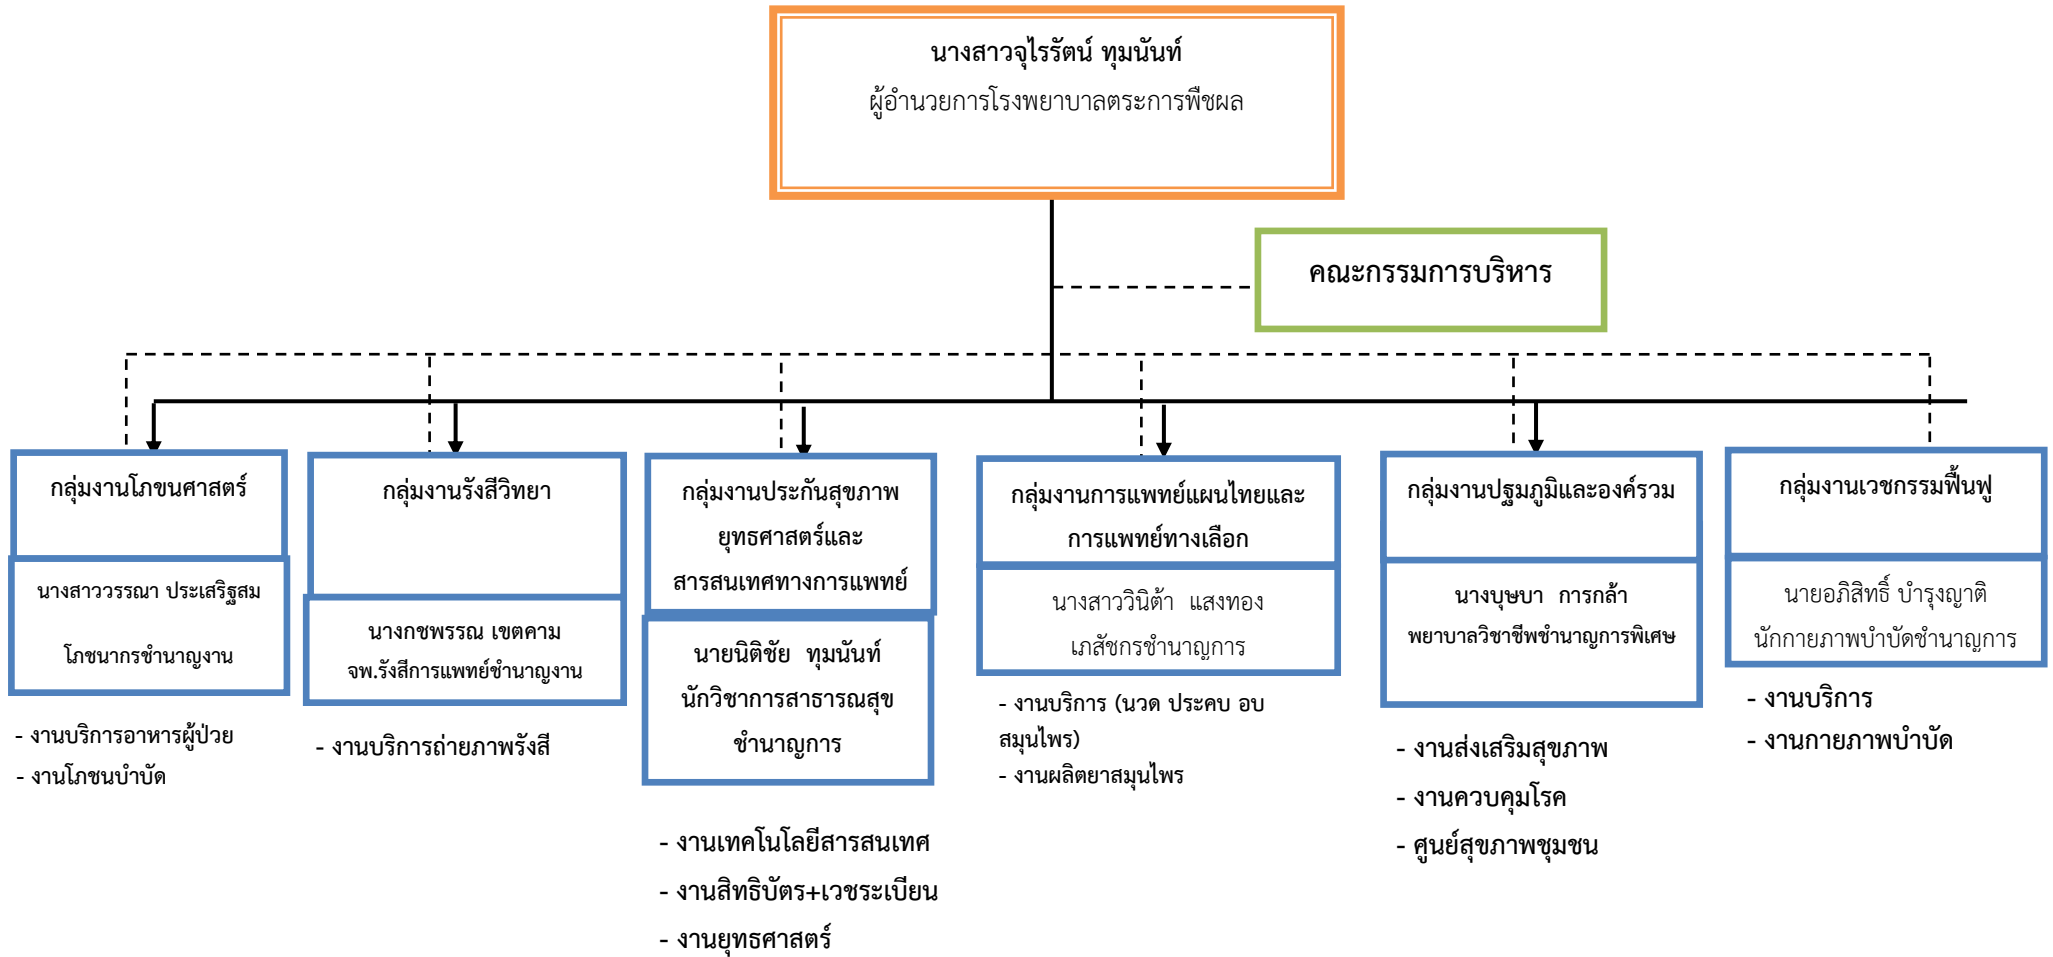 นางสาวจุไรรัตน์ ทุมนันท์
ผู้อำนวยการโรงพยาบาลตระการพืชผล
คณะกรรมการบริหาร
กลุ่มงานโภขนศาสตร์
นางสาววรรณา ประเสริฐสม
โภชนากรชำนาญงาน
- งานบริการอาหารผู้ป่วย
- งานโภชนบำบัด
กลุ่มงานรังสีวิทยา
นางกชพรรณ เขตคาม
จพ.รังสีการแพทย์ชำนาญงาน
- งานบริการถ่ายภาพรังสี
กลุ่มงานประกันสุขภาพ
ยุทธศาสตร์และ
สารสนเทศทางการแพทย์
นายนิติชัย ทุมนันท์
นักวิชาการสาธารณสุข
ชำนาญการ
- งานเทคโนโลยีสารสนเทศ
- งานสิทธิบัตร+เวชระเบียน
- งานยุทธศาสตร์
กลุ่มงานการแพทย์แผนไทยและ
การแพทย์ทางเลือก
นางสาววินิต้า แสงทอง
เภสัชกรชำนาญการ
- งานบริการ (นวด ประคบ อบ
สมุนไพร)
- งานผลิตยาสมุนไพร
กลุ่มงานปฐมภูมิและองค์รวม
นางบุษบา การกล้า
พยาบาลวิชาชีพชำนาญการพิเศษ
- งานส่งเสริมสุขภาพ
- งานควบคุมโรค
- ศูนย์สุขภาพชุมชน
กลุ่มงานเวชกรรมฟื้นฟู
นายอภิสิทธิ์ บำรุงญาติ
นักกายภาพบำบัดชำนาญการ
- งานบริการ
- งานกายภาพบำบัด